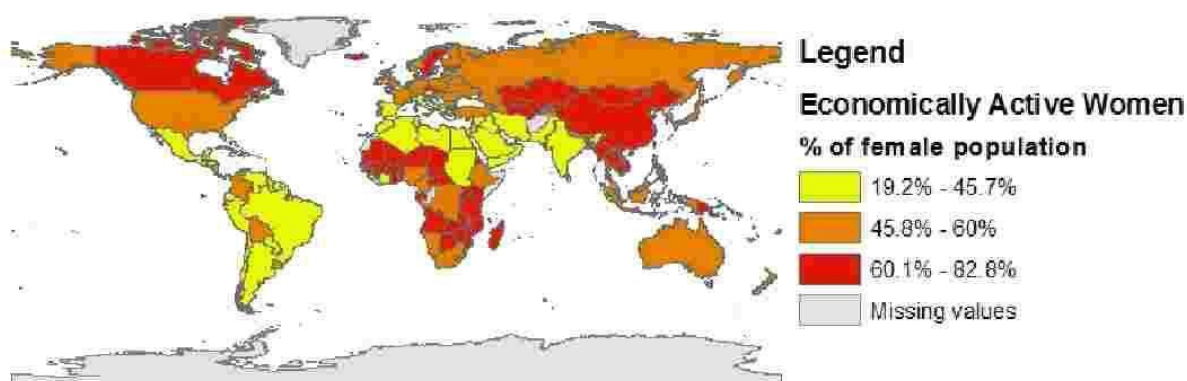 Legend
Economically Active Women
% of female population
19.2% - 45.7%
45.8% - 60%
60.1% - 82.8%
Missing values